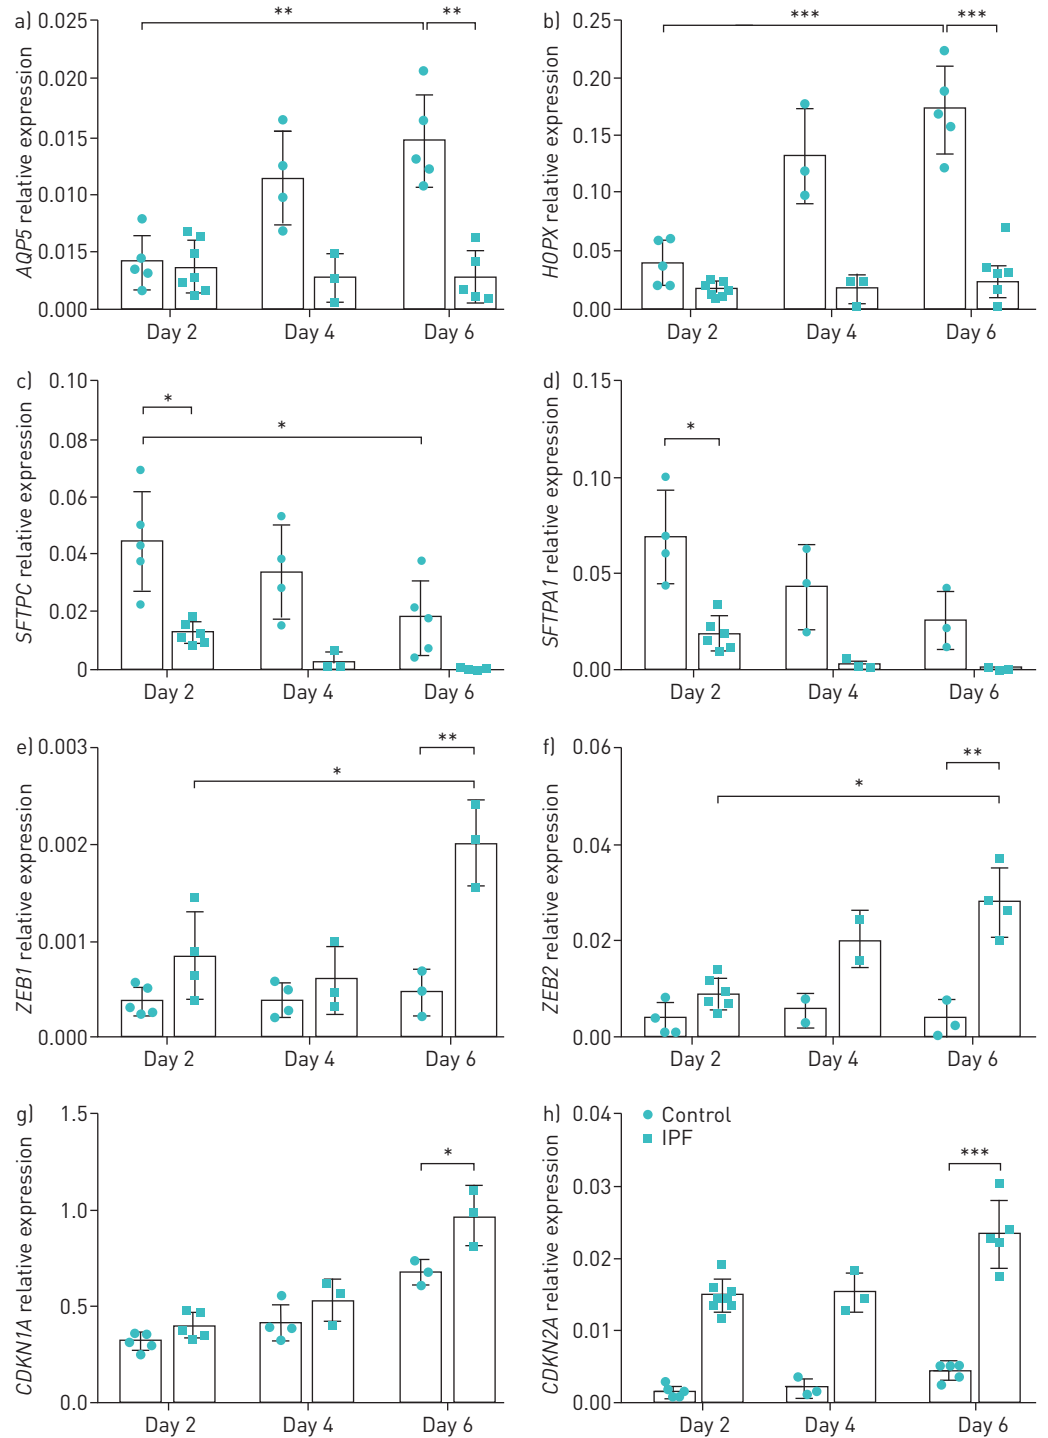 a)
AQP5 relative expression
0.025
0.020
0.015
0.010
0.015
0.000
**
**
Day 2
Day 4
Day 6
b)
HOPX relative expression
0.25
0.20
0.15
0.10
0.05
0.00
***
***
Day 2
Day 4
Day 6
c)
SFTPC relative expression
0.10
0.08
0.06
0.04
0.02
0
*
*
Day 2
Day 4
Day 6
d)
SFTPA1 relative expression
0.15
0.10
0.05
0.00
*
Day 2
Day 4
Day 6
e)
ZEB1 relative expression
0.003
0.002
0.001
0.000
**
*
Day 2
Day 4
Day 6
f)
ZEB2 relative expression
0.06
0.04
0.02
0.00
**
*
Day 2
Day 4
Day 6
g)
CDKN1A relative expression
1.5
1.0
0.5
0.0
*
Day 2
Day 4
Day 6
h)
CDKN2A relative expression
0.04
0.03
0.02
0.01
0.00
Control
IPF
***
Day 2
Day 4
Day 6